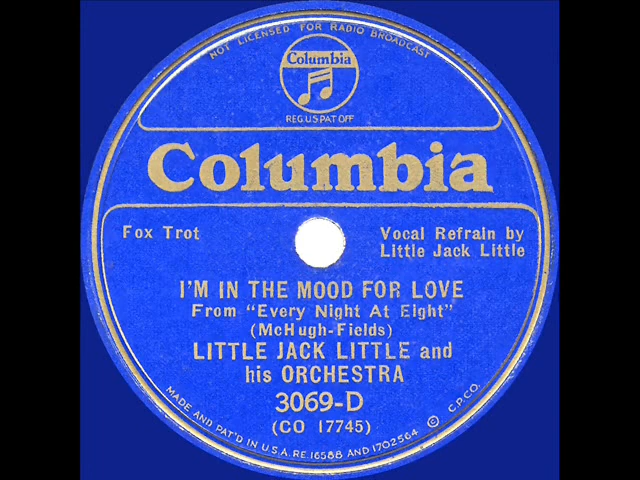 NOT LICENSED FOR RADIO BROADCAST
Columbia
REG. U.S. PAT. OFF.
Columbia
Fox Trot
Vocal Refrain by
Little Jack Little
I'M IN THE MOOD FOR LOVE
From "Every Night At Eight"
(McHugh-Fields)
LITTLE JACK LITTLE and
his ORCHESTRA
3069-D
(CO 17745)
MADE AND PAT'D IN U.S.A. RE. 16588 AND 1702564 © C.P. CO.